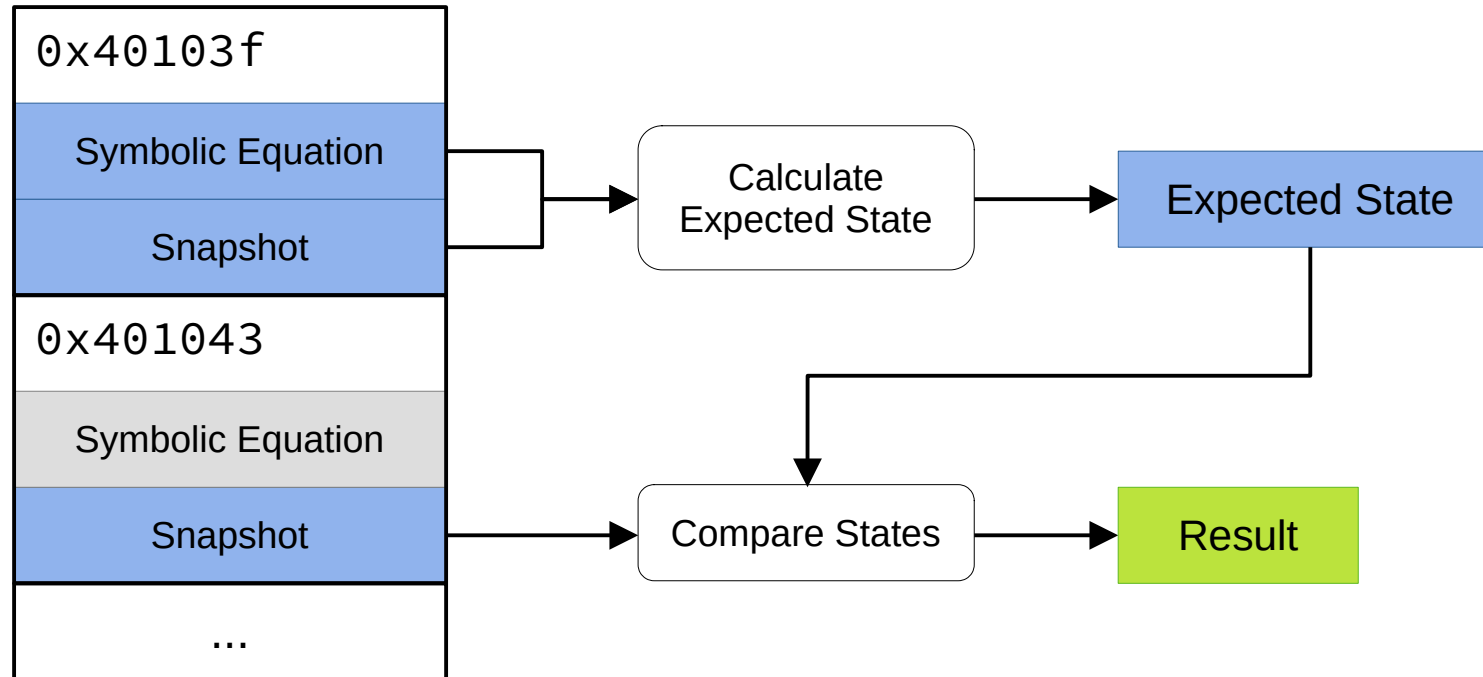 0x40103f
Symbolic Equation
Snapshot
Calculate
Expected State
Expected State
0x401043
Symbolic Equation
Snapshot
Compare States
Result
...